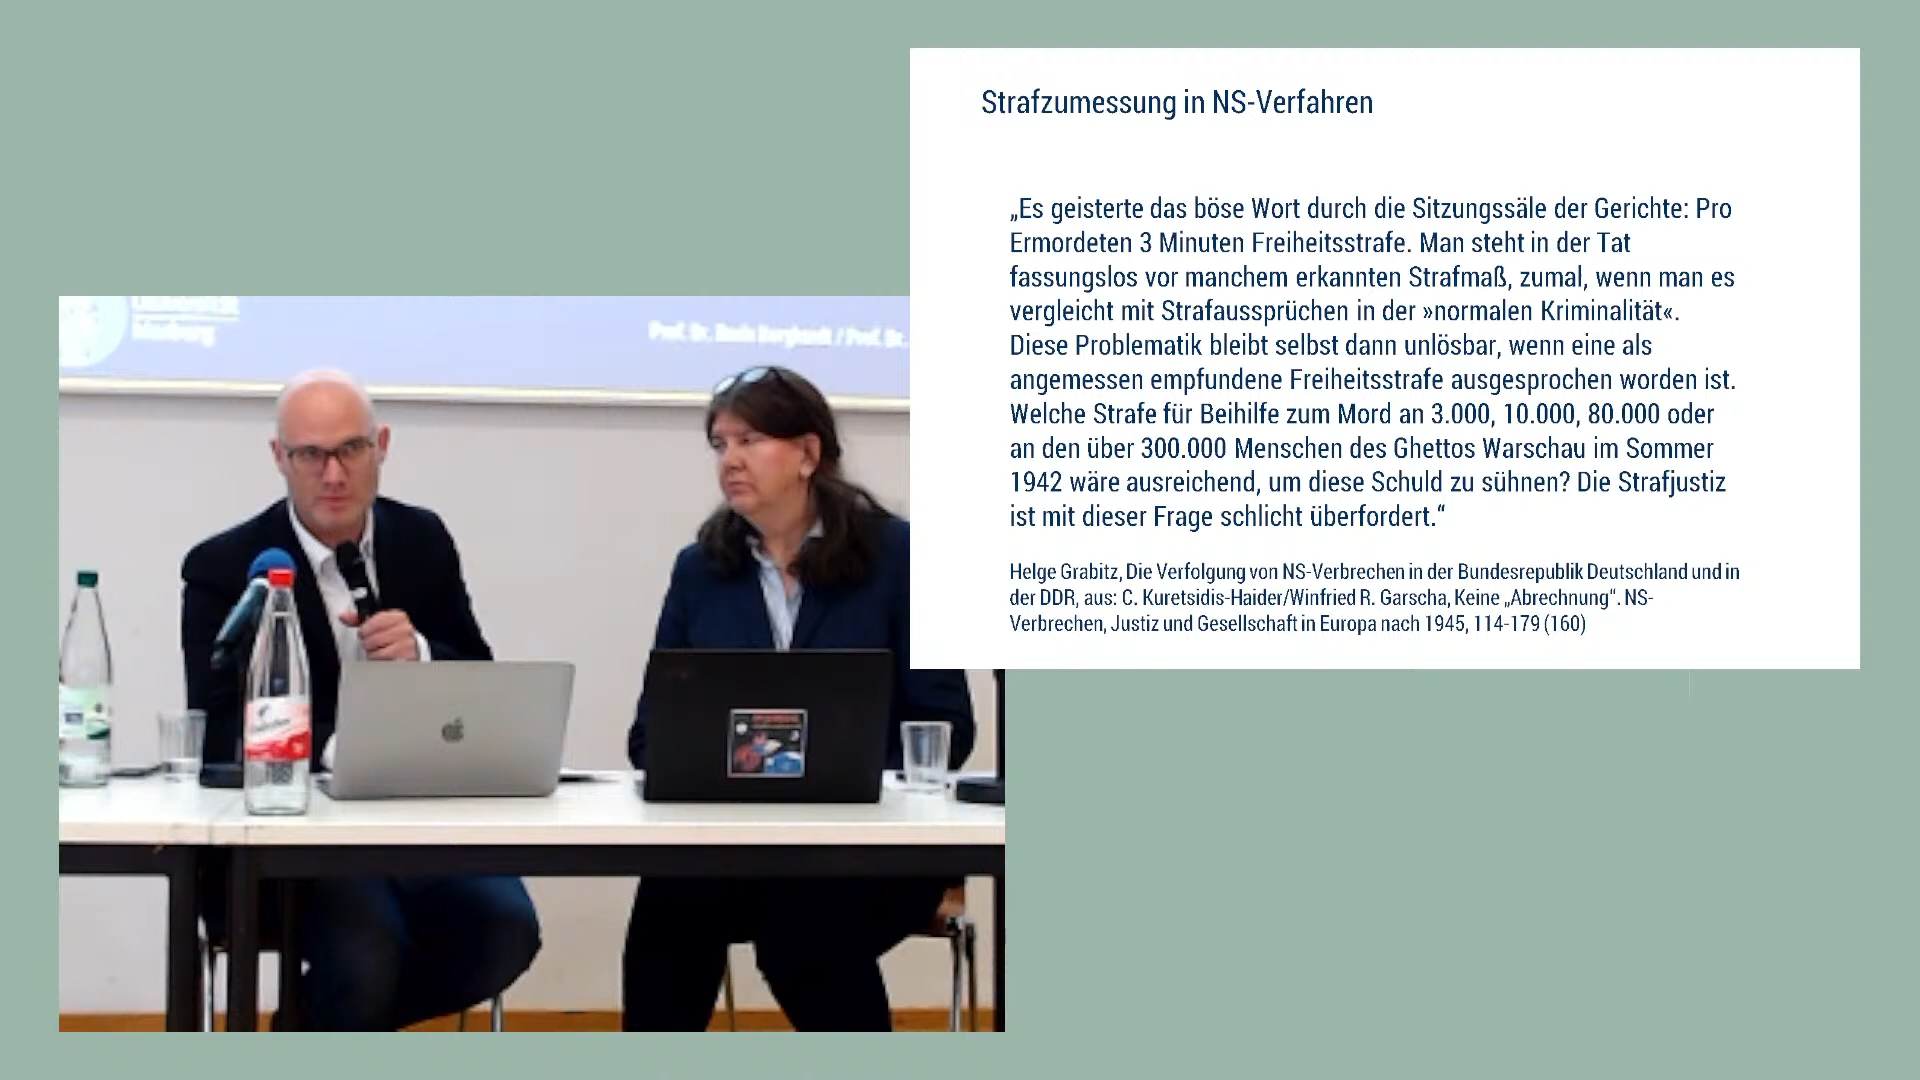 Strafzumessung in NS-Verfahren
„Es geisterte das böse Wort durch die Sitzungssäle der Gerichte: Pro
Ermordeten 3 Minuten Freiheitsstrafe. Man steht in der Tat
fassungslos vor manchem erkannten Strafmaß, zumal, wenn man es
vergleicht mit Strafaussprüchen in der »normalen Kriminalität«.
Diese Problematik bleibt selbst dann unlösbar, wenn eine als
angemessen empfundene Freiheitsstrafe ausgesprochen worden ist.
Welche Strafe für Beihilfe zum Mord an 3.000, 10.000, 80.000 oder
an den über 300.000 Menschen des Ghettos Warschau im Sommer
1942 wäre ausreichend, um diese Schuld zu sühnen? Die Strafjustiz
ist mit dieser Frage schlicht überfordert.“
Helge Grabitz, Die Verfolgung von NS-Verbrechen in der Bundesrepublik Deutschland und in
der DDR, aus: C. Kuretsidis-Haider/Winfried R. Garscha, Keine „Abrechnung“. NS-
Verbrechen, Justiz und Gesellschaft in Europa nach 1945, 114-179 (160)
Prof. Dr. / Prof. Dr.